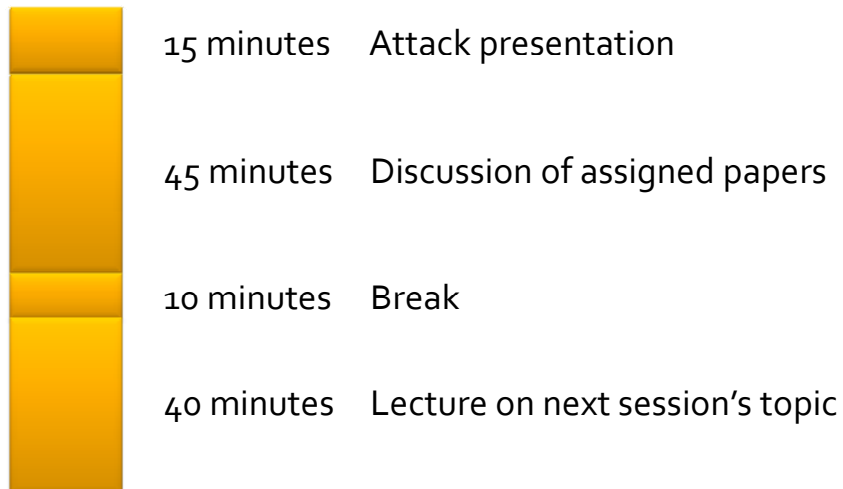 15 minutes Attack presentation
45 minutes Discussion of assigned papers
10 minutes Break
40 minutes Lecture on next session’s topic